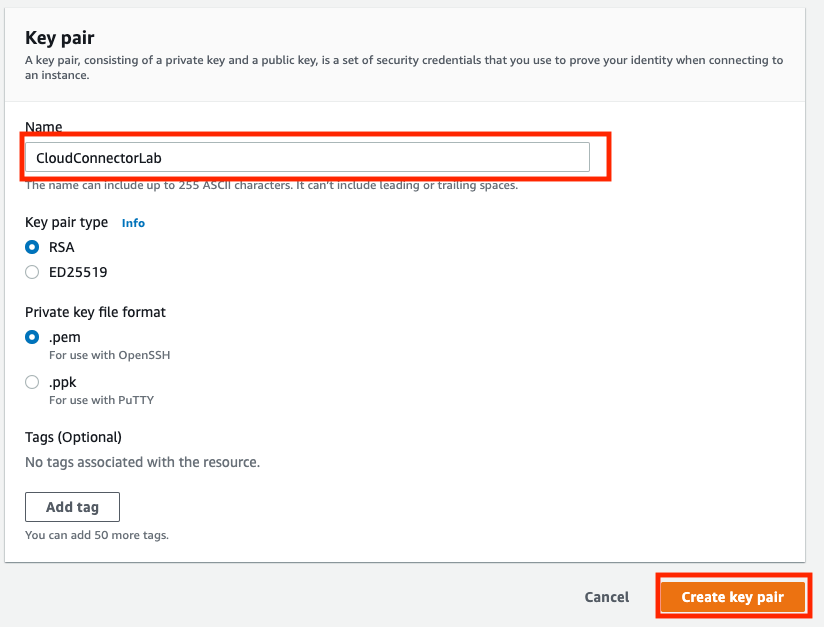 Key pair
A key pair, consisting of a private key and a public key, is a set of security credentials that you use to prove your identity when connecting to
an instance.
Name
CloudConnectorLab
The name can include up to 255 ASCII characters. It can't include leading or trailing spaces.
Key pair type Info
RSA
ED25519
Private key file format
.pem
For use with OpenSSH
.ppk
For use with PuTTY
Tags (Optional)
No tags associated with the resource.
Add tag
You can add 50 more tags.
Cancel Create key pair